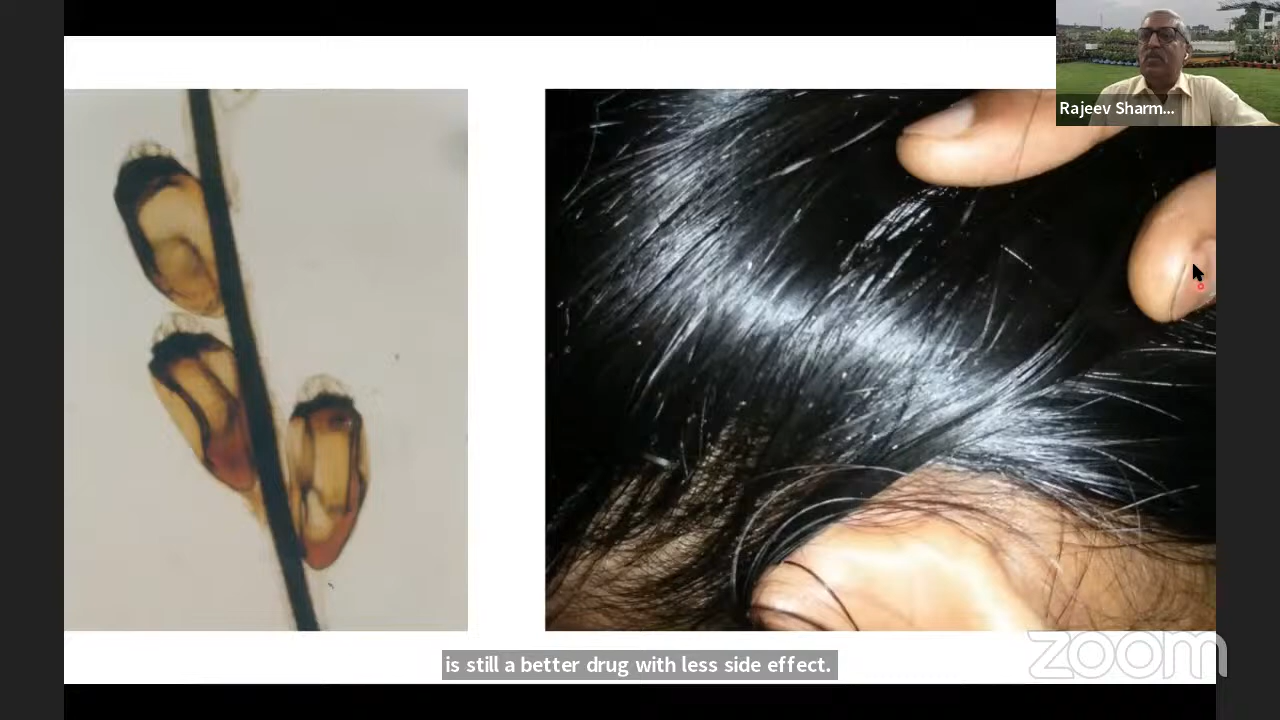 Rajeev Sharm...
is still a better drug with less side effect.
zoom